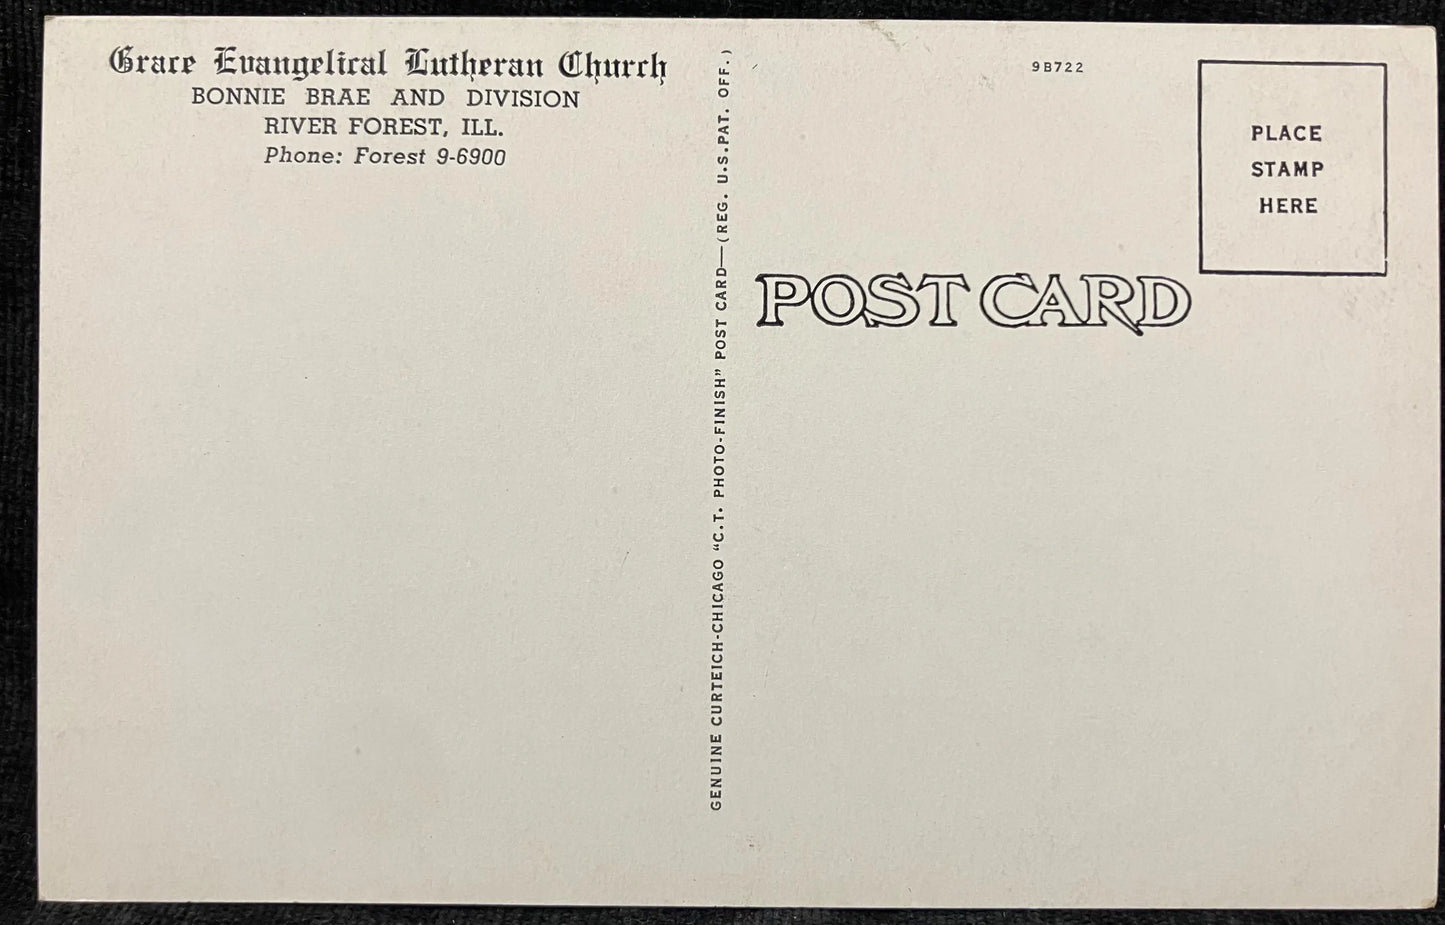 Grace Evangelical Lutheran Church
BONNIE BRAE AND DIVISION
RIVER FOREST, ILL.
Phone: Forest 9-6900
GENUINE CURTEICH-CHICAGO “C.T. PHOTO-FINISH” POST CARD—(REG. U.S.PAT. OFF.)
9B722
PLACE
STAMP
HERE
POST CARD